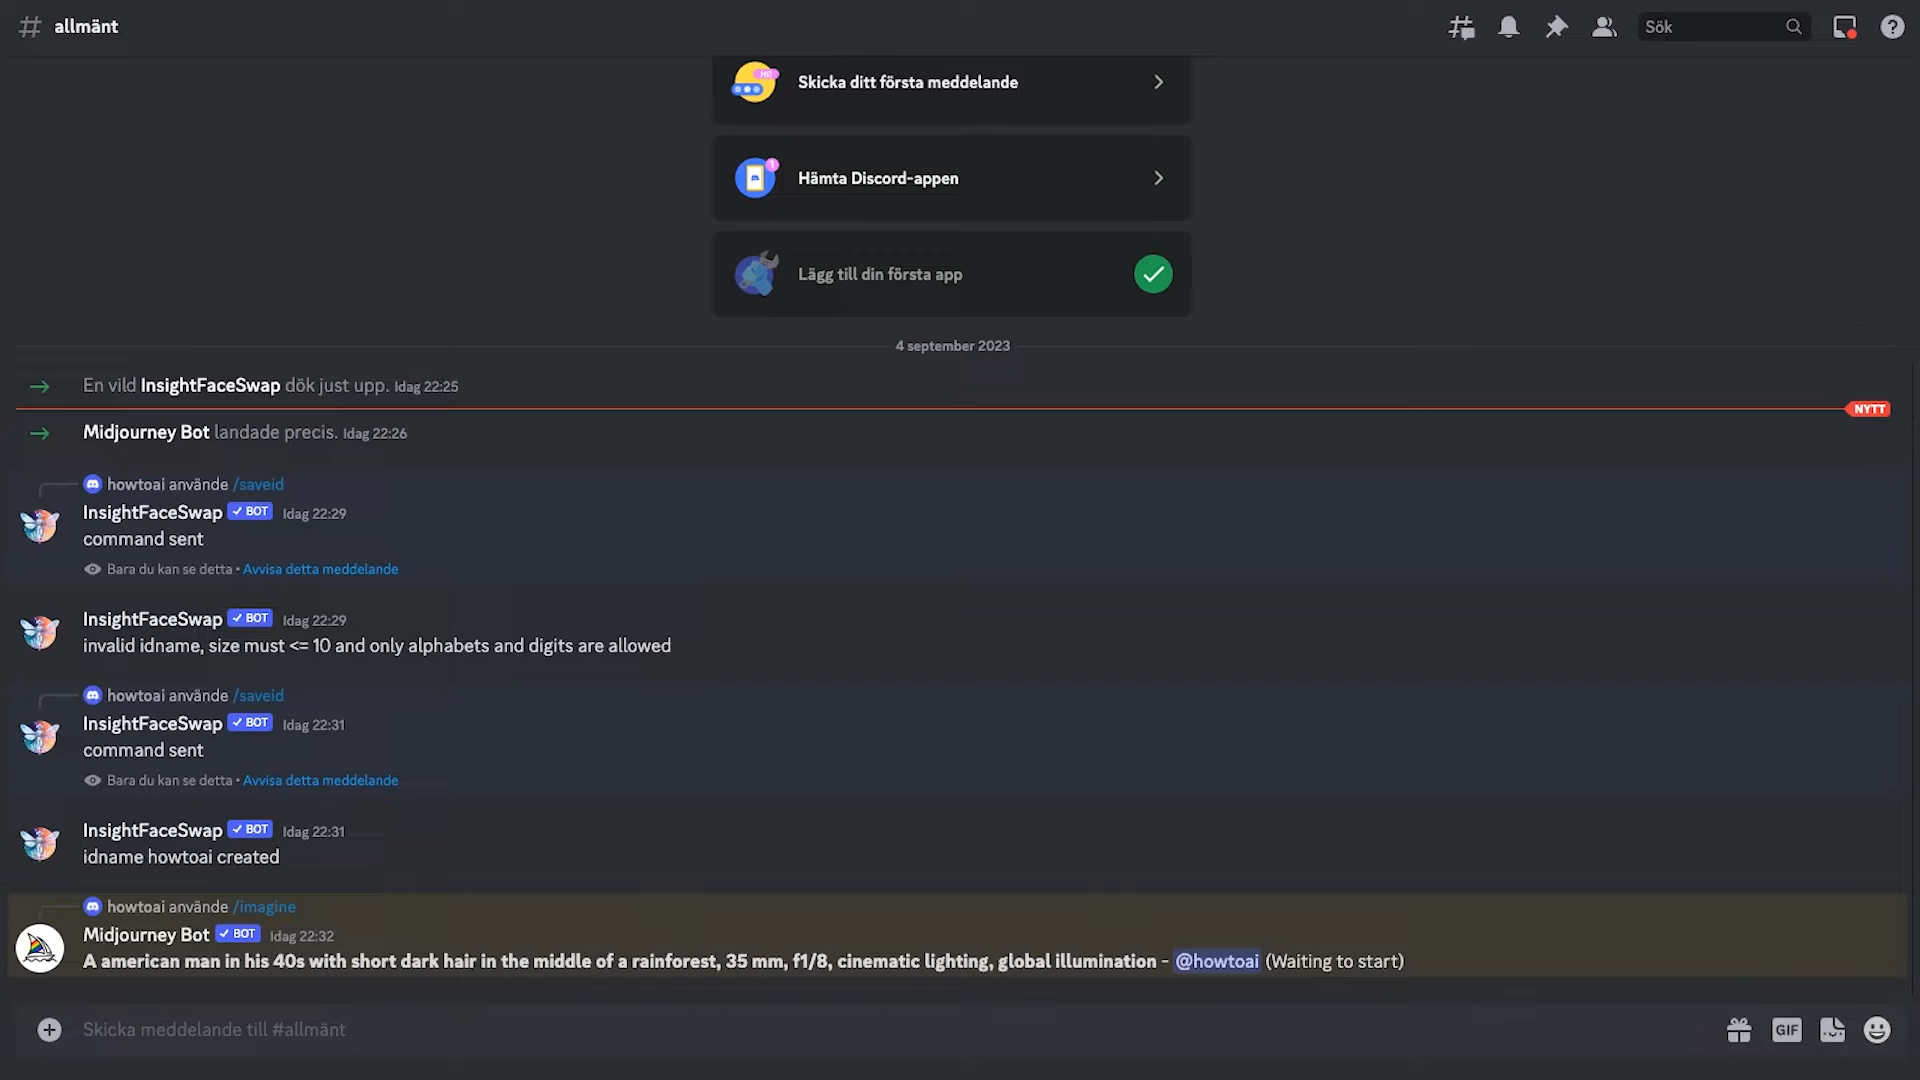 allmänt
Sök
Skicka ditt första meddelande
Hämta Discord-appen
Lägg till din första app
4 september 2023
En vild InsightFaceSwap dök just upp. Idag 22:25
NYTT
Midjourney Bot landade precis. Idag 22:26
howtoai använde /saveid
InsightFaceSwap BOT Idag 22:29
command sent
Bara du kan se detta • Avvisa detta meddelande
InsightFaceSwap BOT Idag 22:29
invalid idname, size must <= 10 and only alphabets and digits are allowed
howtoai använde /saveid
InsightFaceSwap BOT Idag 22:31
command sent
Bara du kan se detta • Avvisa detta meddelande
InsightFaceSwap BOT Idag 22:31
idname howtoai created
howtoai använde /imagine
Midjourney Bot BOT Idag 22:32
A american man in his 40s with short dark hair in the middle of a rainforest, 35 mm, f1/8, cinematic lighting, global illumination - @howtoai (Waiting to start)
Skicka meddelande till #allmänt
GIF